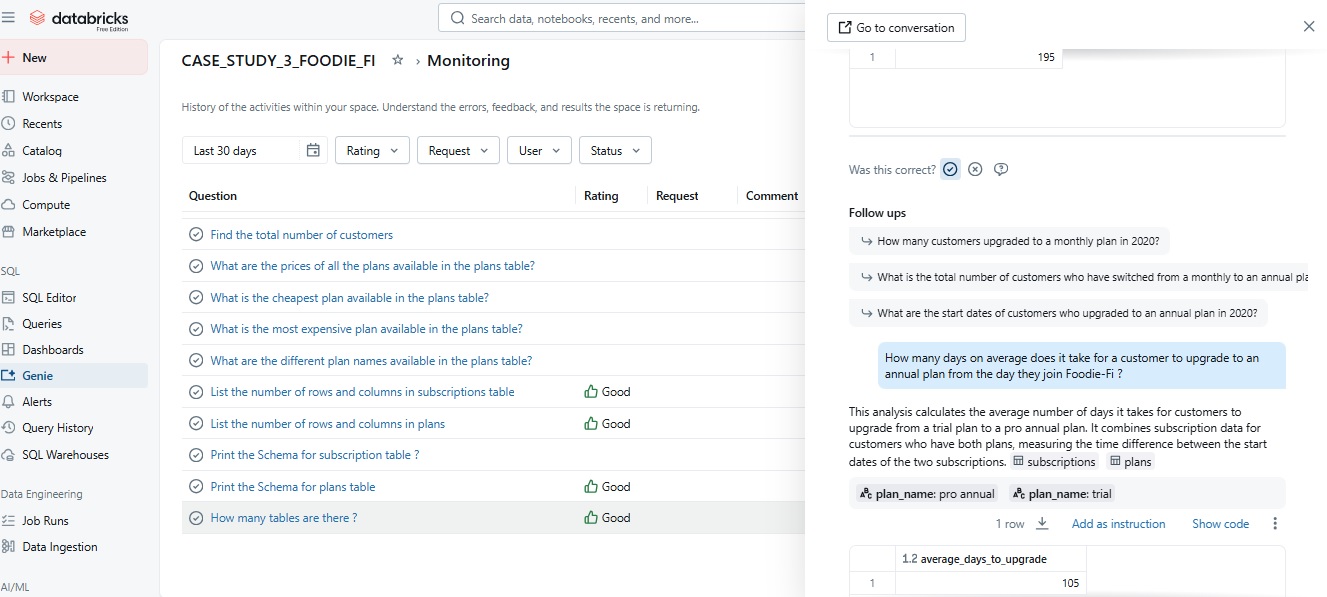 databricks
Free Edition
Search data, notebooks, recents, and more...
New
Workspace
Recents
Catalog
Jobs & Pipelines
Compute
Marketplace
SQL
SQL Editor
Queries
Dashboards
Genie
Alerts
Query History
SQL Warehouses
Data Engineering
Job Runs
Data Ingestion
AI/ML
CASE_STUDY_3_FOODIE_FI › Monitoring
History of the activities within your space. Understand the errors, feedback, and results the space is returning.
Last 30 days Rating Request User Status
Question Rating Request Comment
Find the total number of customers
What are the prices of all the plans available in the plans table?
What is the cheapest plan available in the plans table?
What is the most expensive plan available in the plans table?
What are the different plan names available in the plans table?
List the number of rows and columns in subscriptions table Good
List the number of rows and columns in plans Good
Print the Schema for subscription table ?
Print the Schema for plans table Good
How many tables are there ? Good
Go to conversation
1 195
Was this correct?
Follow ups
How many customers upgraded to a monthly plan in 2020?
What is the total number of customers who have switched from a monthly to an annual pla
What are the start dates of customers who upgraded to an annual plan in 2020?
How many days on average does it take for a customer to upgrade to an
annual plan from the day they join Foodie-Fi ?
This analysis calculates the average number of days it takes for customers to
upgrade from a trial plan to a pro annual plan. It combines subscription data for
customers who have both plans, measuring the time difference between the start
dates of the two subscriptions. subscriptions plans
plan_name: pro annual plan_name: trial
1 row Add as instruction Show code
1.2 average_days_to_upgrade
1 105